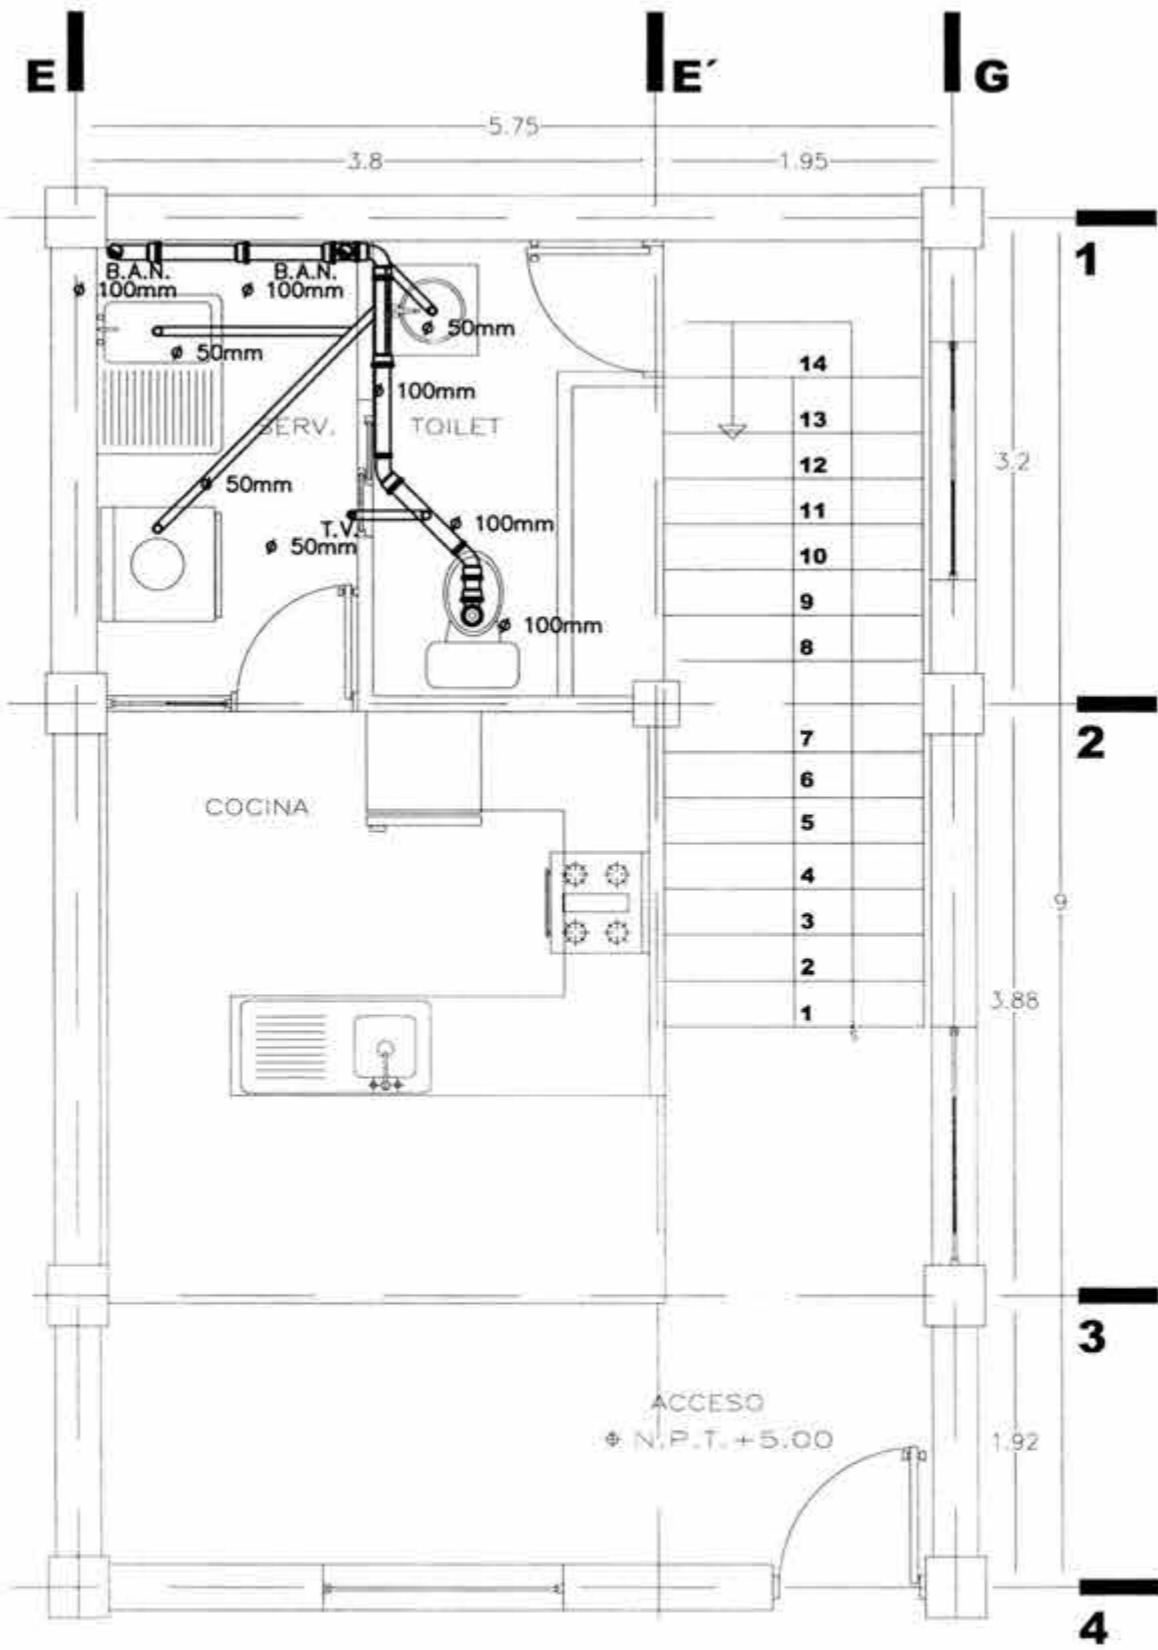 E
E´
G
5.75
3.8
1.95
1
B.A.N.
ø 100mm
B.A.N.
ø 100mm
ø 50mm
ø 50mm
ø 100mm
SERV.
TOILET
ø 50mm
T.V.
ø 50mm
ø 100mm
ø 100mm
14
13
12
11
10
9
8
7
6
5
4
3
2
1
3.2
2
COCINA
9
3.88
S
3
ACCESO
N.P.T. +5.00
1.92
4